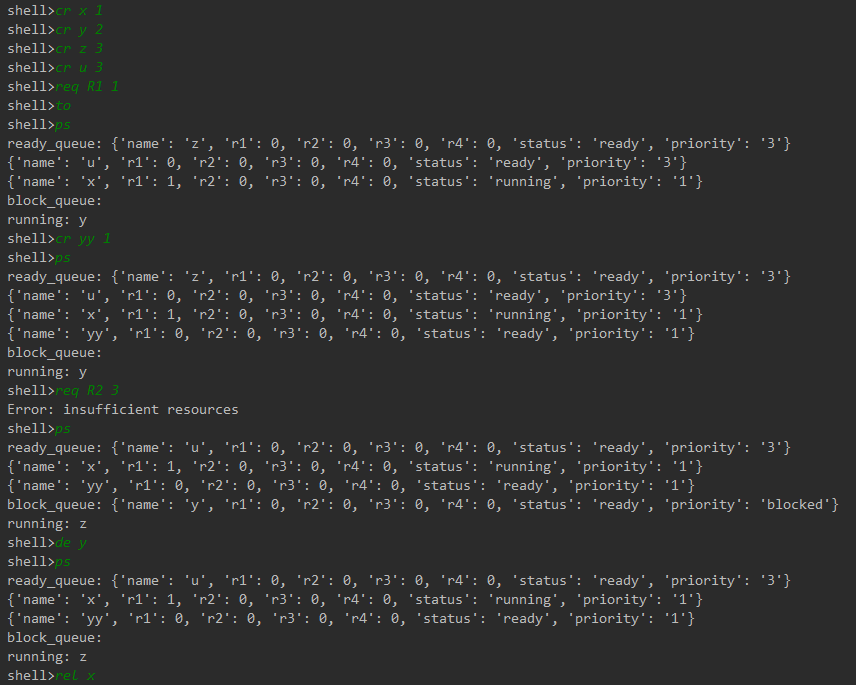 shell>cr x 1
shell>cr y 2
shell>cr z 3
shell>cr u 3
shell>req R1 1
shell>to
shell>ps
ready_queue: {'name': 'z', 'r1': 0, 'r2': 0, 'r3': 0, 'r4': 0, 'status': 'ready', 'priority': '3'}
{'name': 'u', 'r1': 0, 'r2': 0, 'r3': 0, 'r4': 0, 'status': 'ready', 'priority': '3'}
{'name': 'x', 'r1': 1, 'r2': 0, 'r3': 0, 'r4': 0, 'status': 'running', 'priority': '1'}
block_queue:
running: y
shell>cr yy 1
shell>ps
ready_queue: {'name': 'z', 'r1': 0, 'r2': 0, 'r3': 0, 'r4': 0, 'status': 'ready', 'priority': '3'}
{'name': 'u', 'r1': 0, 'r2': 0, 'r3': 0, 'r4': 0, 'status': 'ready', 'priority': '3'}
{'name': 'x', 'r1': 1, 'r2': 0, 'r3': 0, 'r4': 0, 'status': 'running', 'priority': '1'}
{'name': 'yy', 'r1': 0, 'r2': 0, 'r3': 0, 'r4': 0, 'status': 'ready', 'priority': '1'}
block_queue:
running: y
shell>req R2 3
Error: insufficient resources
shell>ps
ready_queue: {'name': 'u', 'r1': 0, 'r2': 0, 'r3': 0, 'r4': 0, 'status': 'ready', 'priority': '3'}
{'name': 'x', 'r1': 1, 'r2': 0, 'r3': 0, 'r4': 0, 'status': 'running', 'priority': '1'}
{'name': 'yy', 'r1': 0, 'r2': 0, 'r3': 0, 'r4': 0, 'status': 'ready', 'priority': '1'}
block_queue: {'name': 'y', 'r1': 0, 'r2': 0, 'r3': 0, 'r4': 0, 'status': 'ready', 'priority': 'blocked'}
running: z
shell>de y
shell>ps
ready_queue: {'name': 'u', 'r1': 0, 'r2': 0, 'r3': 0, 'r4': 0, 'status': 'ready', 'priority': '3'}
{'name': 'x', 'r1': 1, 'r2': 0, 'r3': 0, 'r4': 0, 'status': 'running', 'priority': '1'}
{'name': 'yy', 'r1': 0, 'r2': 0, 'r3': 0, 'r4': 0, 'status': 'ready', 'priority': '1'}
block_queue:
running: z
shell>rel x